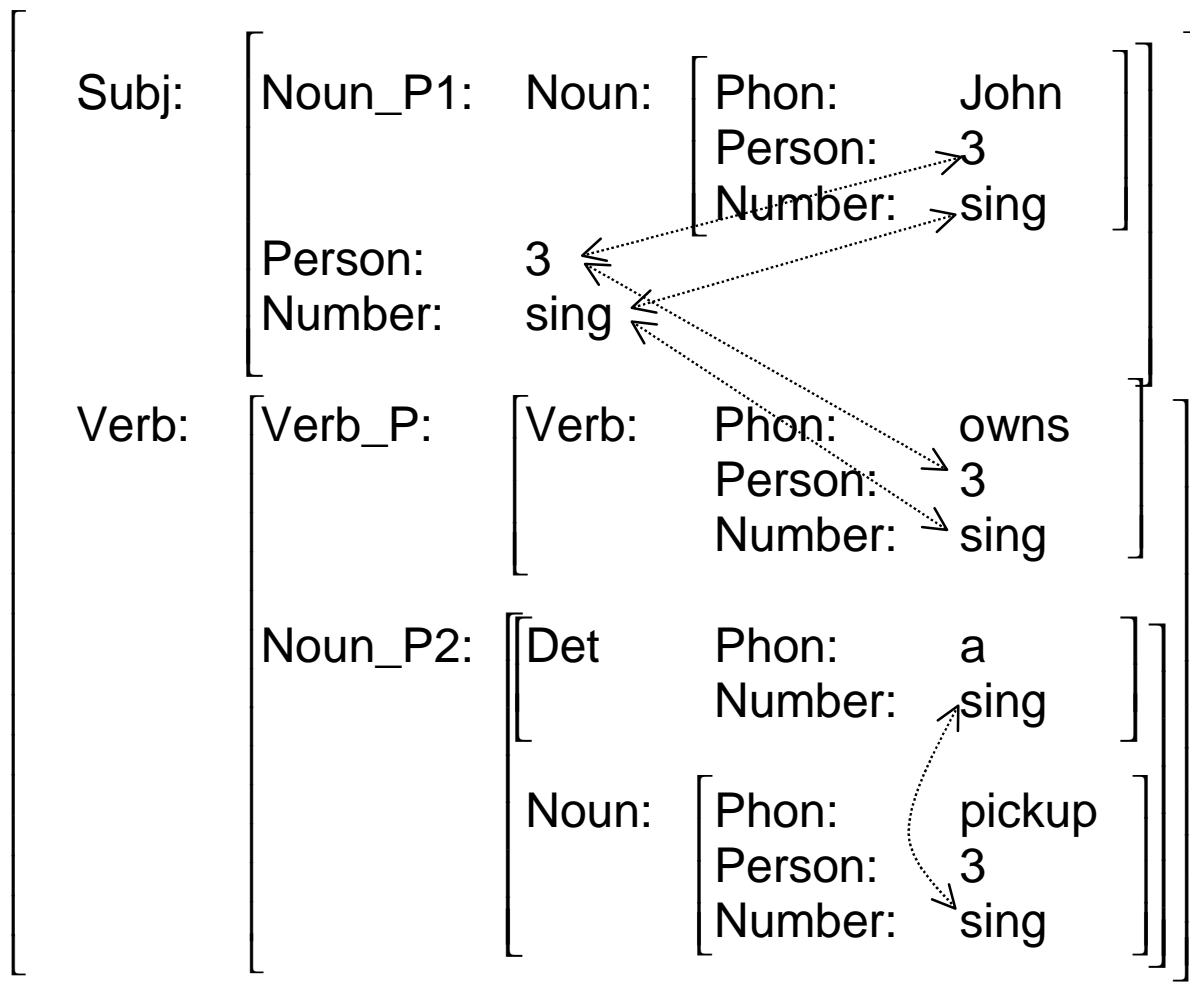 Subj: Noun_P1: Noun: Phon: John
Person: 3
Number: sing
Person: 3
Number: sing
Verb: Verb_P: Verb: Phon: owns
Person: 3
Number: sing
Noun_P2: Det Phon: a
Number: sing
Noun: Phon: pickup
Person: 3
Number: sing